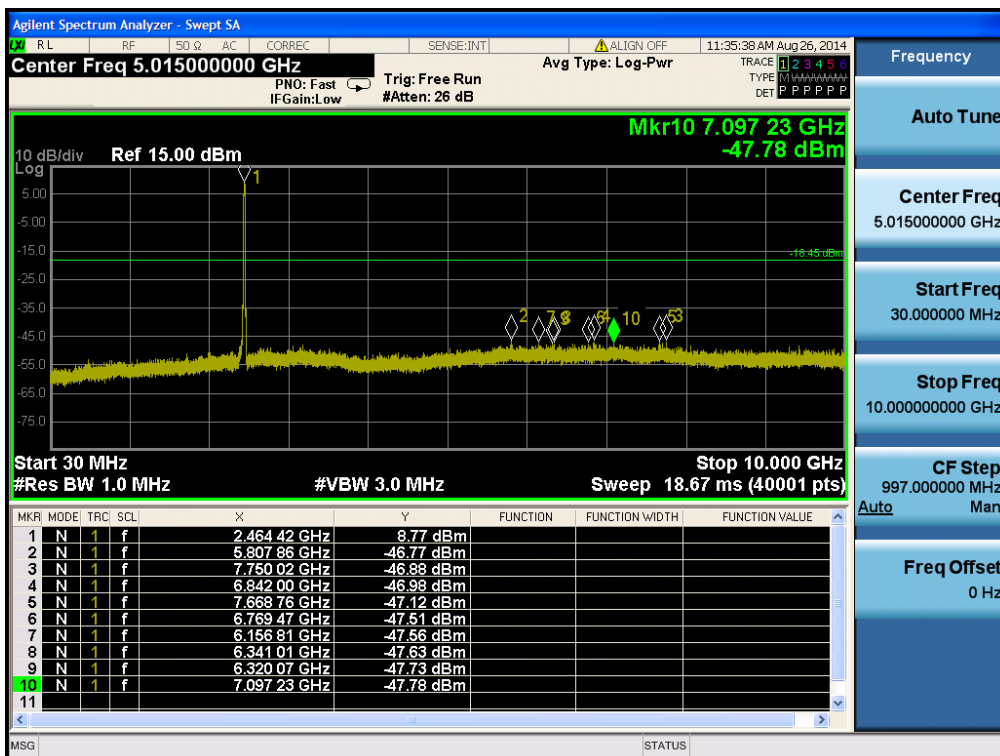 Agilent Spectrum Analyzer - Swept SA
LXI RL RF 50 Ω AC CORREC SENSE:INT ALIGN OFF 11:35:38 AM Aug 26, 2014
Center Freq 5.015000000 GHz
PNO: Fast
IFGain:Low
Trig: Free Run
#Atten: 26 dB
Avg Type: Log-Pwr
TRACE 1 2 3 4 5 6
TYPE M W W W W W
DET P P P P P P
Mkr10 7.097 23 GHz
-47.78 dBm
10 dB/div Ref 15.00 dBm
Log
1
5.00
-5.00
-15.0
-18.45 dBm
-25.0
-35.0
2 7 9 8 6 4 10 5 3
-45.0
-55.0
-65.0
-75.0
Start 30 MHz Stop 10.000 GHz
#Res BW 1.0 MHz #VBW 3.0 MHz Sweep 18.67 ms (40001 pts)
MKR MODE TRC SCL X Y FUNCTION FUNCTION WIDTH FUNCTION VALUE
1 N 1 f 2.464 42 GHz 8.77 dBm
2 N 1 f 5.807 86 GHz -46.77 dBm
3 N 1 f 7.750 02 GHz -46.88 dBm
4 N 1 f 6.842 00 GHz -46.98 dBm
5 N 1 f 7.668 76 GHz -47.12 dBm
6 N 1 f 6.769 47 GHz -47.51 dBm
7 N 1 f 6.156 81 GHz -47.56 dBm
8 N 1 f 6.341 01 GHz -47.63 dBm
9 N 1 f 6.320 07 GHz -47.73 dBm
10 N 1 f 7.097 23 GHz -47.78 dBm
11
MSG STATUS
Frequency
Auto Tune
Center Freq
5.015000000 GHz
Start Freq
30.000000 MHz
Stop Freq
10.000000000 GHz
CF Step
997.000000 MHz
Auto Man
Freq Offset
0 Hz